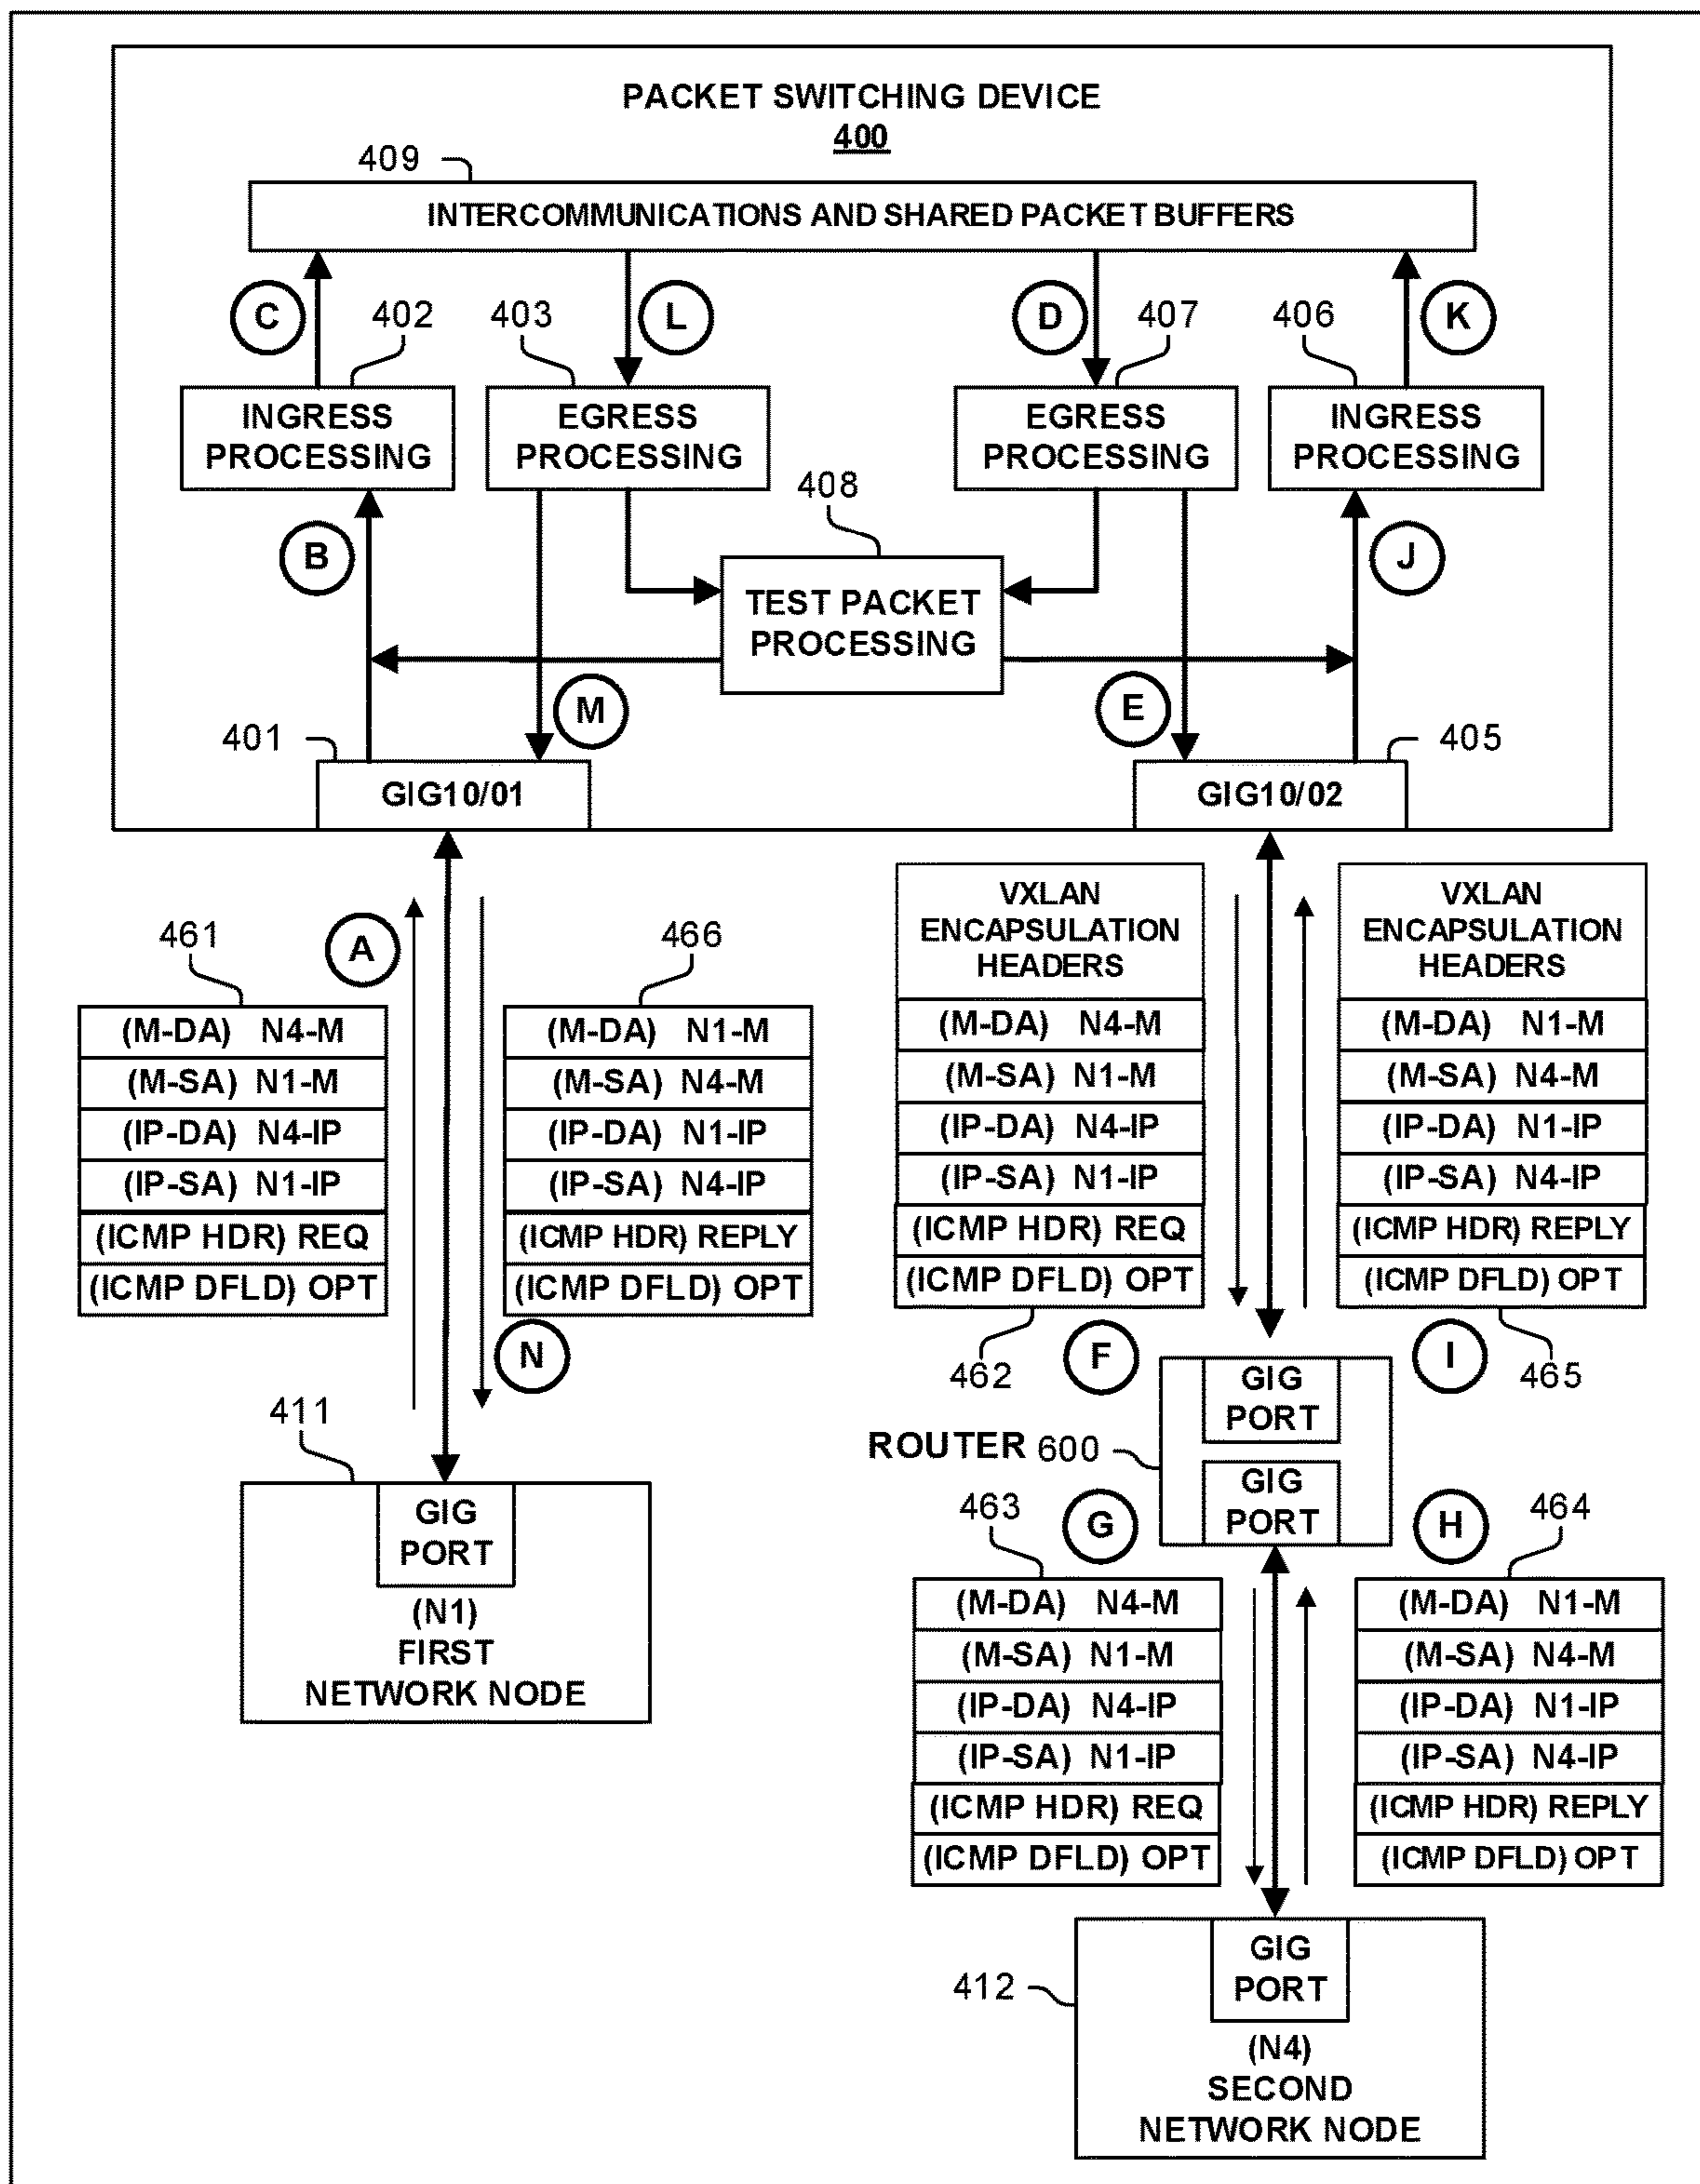 PACKET SWITCHING DEVICE
400
409
INTERCOMMUNICATIONS AND SHARED PACKET BUFFERS
C
402
403
L
D
407
406
K
INGRESS
PROCESSING
EGRESS
PROCESSING
EGRESS
PROCESSING
INGRESS
PROCESSING
408
B
J
TEST PACKET
PROCESSING
M
E
401
405
GIG10/01
GIG10/02
461
A
466
(M-DA) N4-M
(M-SA) N1-M
(IP-DA) N4-IP
(IP-SA) N1-IP
(ICMP HDR) REQ
(ICMP DFLD) OPT
(M-DA) N1-M
(M-SA) N4-M
(IP-DA) N1-IP
(IP-SA) N4-IP
(ICMP HDR) REPLY
(ICMP DFLD) OPT
N
VXLAN
ENCAPSULATION
HEADERS
(M-DA) N4-M
(M-SA) N1-M
(IP-DA) N4-IP
(IP-SA) N1-IP
(ICMP HDR) REQ
(ICMP DFLD) OPT
462
F
VXLAN
ENCAPSULATION
HEADERS
(M-DA) N1-M
(M-SA) N4-M
(IP-DA) N1-IP
(IP-SA) N4-IP
(ICMP HDR) REPLY
(ICMP DFLD) OPT
I
465
411
GIG
PORT
(N1)
FIRST
NETWORK NODE
GIG
PORT
ROUTER 600
GIG
PORT
463
G
H
464
(M-DA) N4-M
(M-SA) N1-M
(IP-DA) N4-IP
(IP-SA) N1-IP
(ICMP HDR) REQ
(ICMP DFLD) OPT
(M-DA) N1-M
(M-SA) N4-M
(IP-DA) N1-IP
(IP-SA) N4-IP
(ICMP HDR) REPLY
(ICMP DFLD) OPT
412
GIG
PORT
(N4)
SECOND
NETWORK NODE